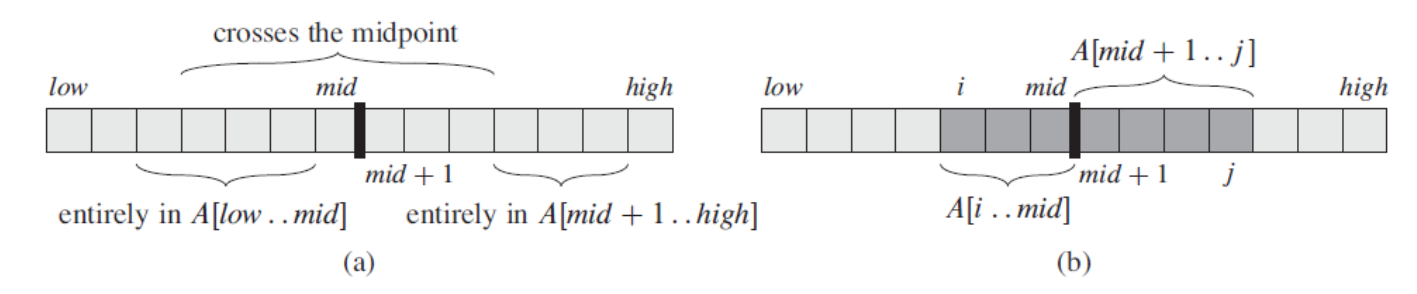 crosses the midpoint
low mid high
mid + 1
entirely in A[low . . mid] entirely in A[mid + 1 . . high]
(a)
A[mid + 1 . . j]
low i mid high
mid + 1 j
A[i . . mid]
(b)